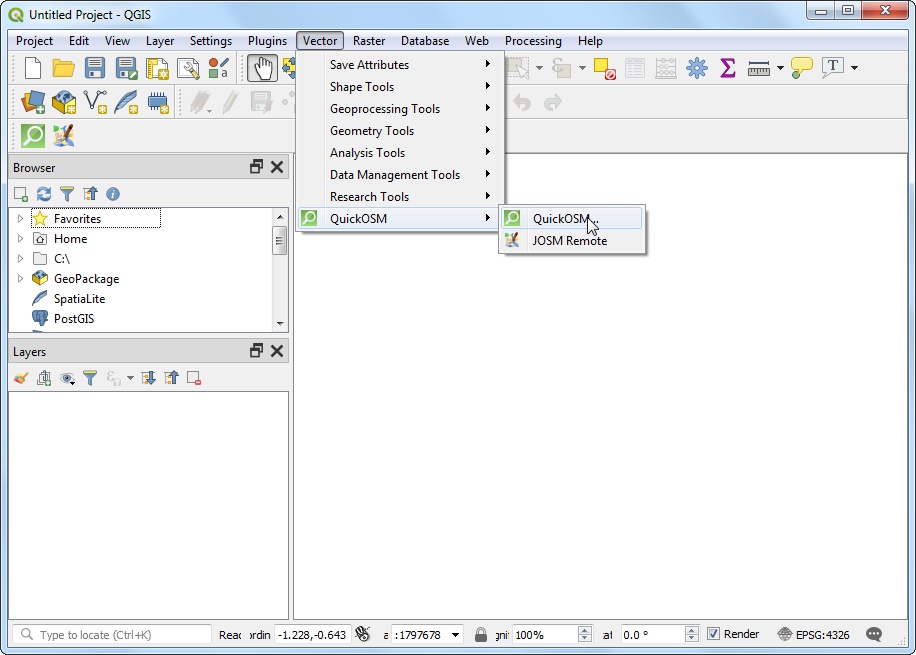 Untitled Project - QGIS
Project Edit View Layer Settings Plugins Vector Raster Database Web Processing Help
Save Attributes
Shape Tools
Geoprocessing Tools
Geometry Tools
Analysis Tools
Data Management Tools
Research Tools
QuickOSM
QuickOSM...
JOSM Remote
Browser
Favorites
Home
C:\
GeoPackage
SpatiaLite
PostGIS
Layers
Type to locate (Ctrl+K) Reac ordin -1.228,-0.643 a :1797678 gni 100% at 0.0 ° Render EPSG:4326